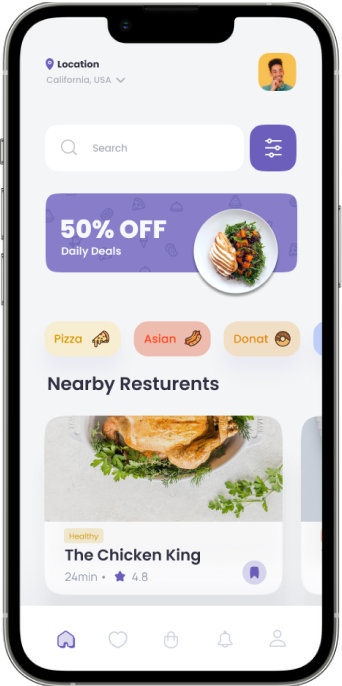 Location
California, USA
Search
50% OFF
Daily Deals
Pizza
Asian
Donat
Nearby Resturents
Healthy
The Chicken King
24min • 4.8